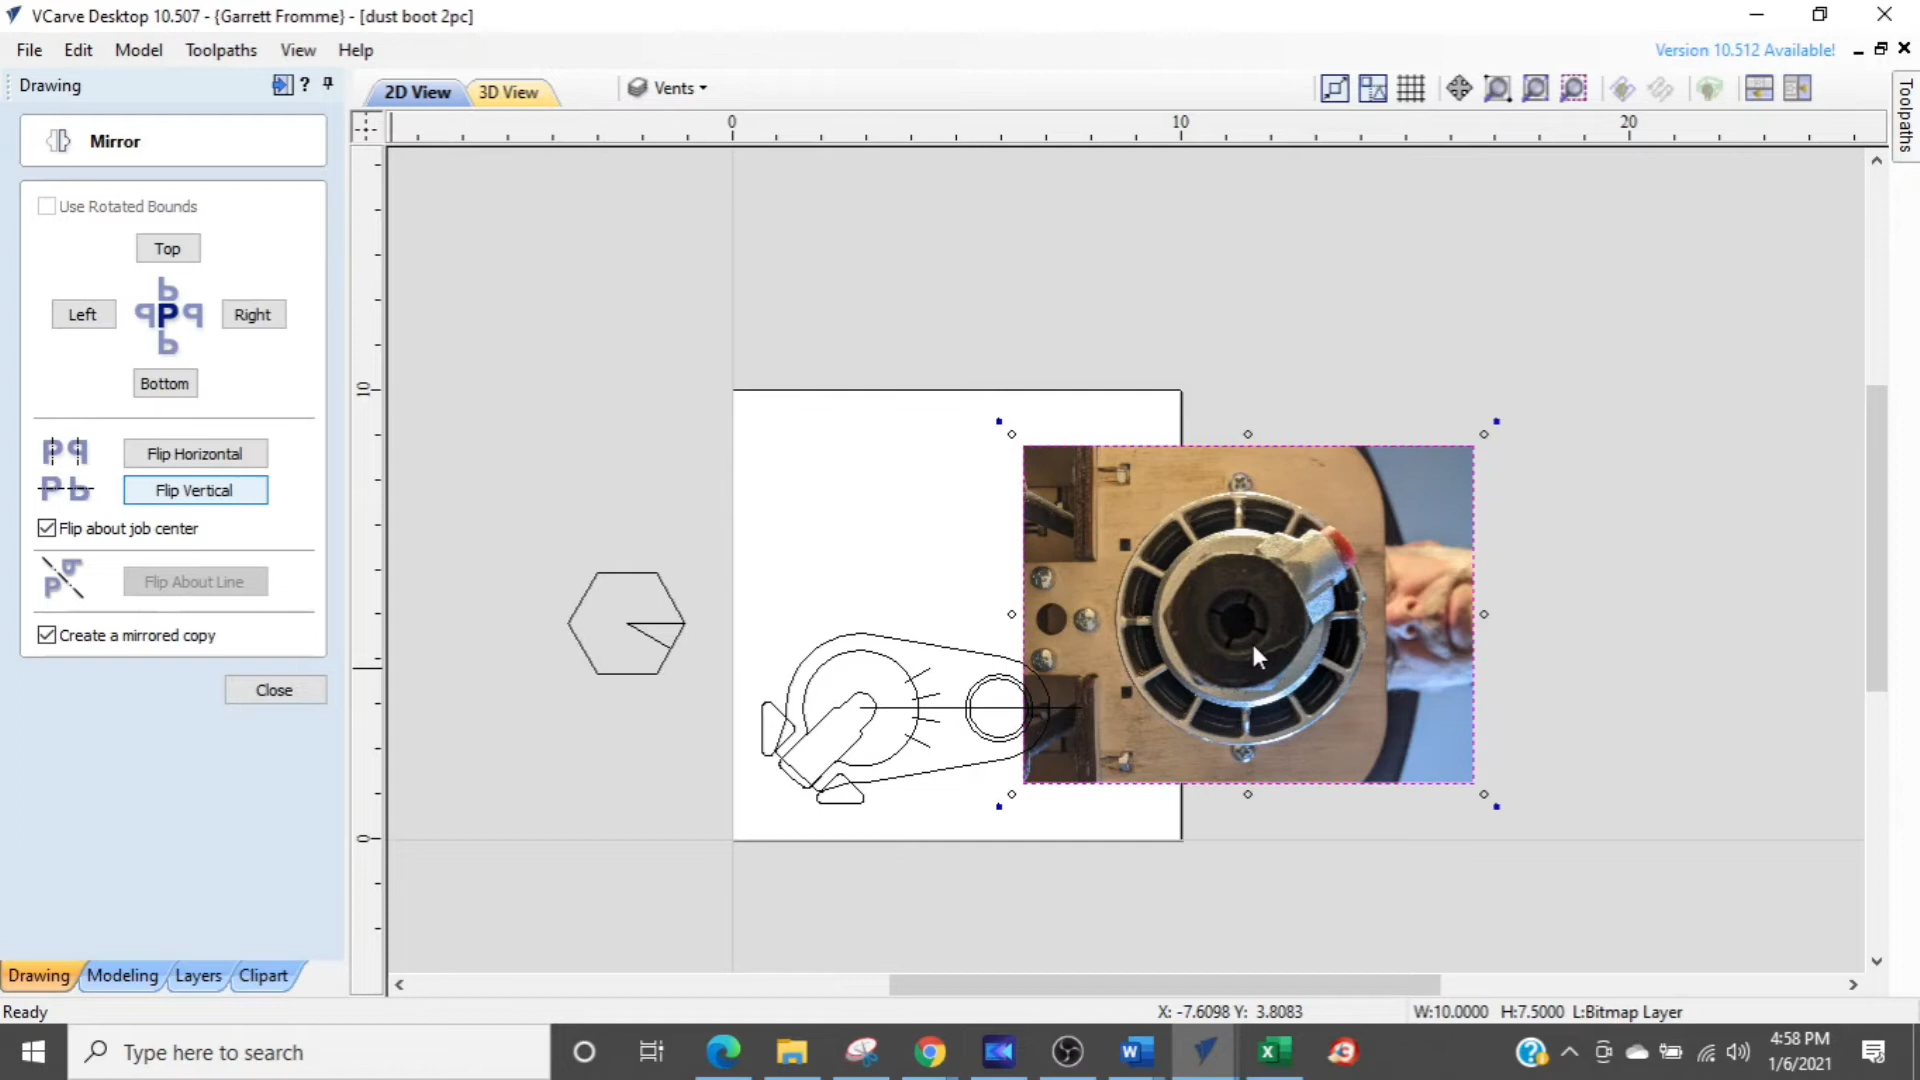 VCarve Desktop 10.507 - {Garrett Fromme} - [dust boot 2pc]
File Edit Model Toolpaths View Help
Version 10.512 Available!
Drawing
?
2D View 3D View
Vents
Toolpaths
Mirror
0 10 20
Use Rotated Bounds
Top
Left
Right
Bottom
10
Flip Horizontal
Flip Vertical
Flip about job center
Flip About Line
Create a mirrored copy
Close
0
Drawing Modeling Layers Clipart
Ready
X: -7.6098 Y: 3.8083
W:10.0000 H:7.5000 L:Bitmap Layer
Type here to search
4:58 PM
1/6/2021